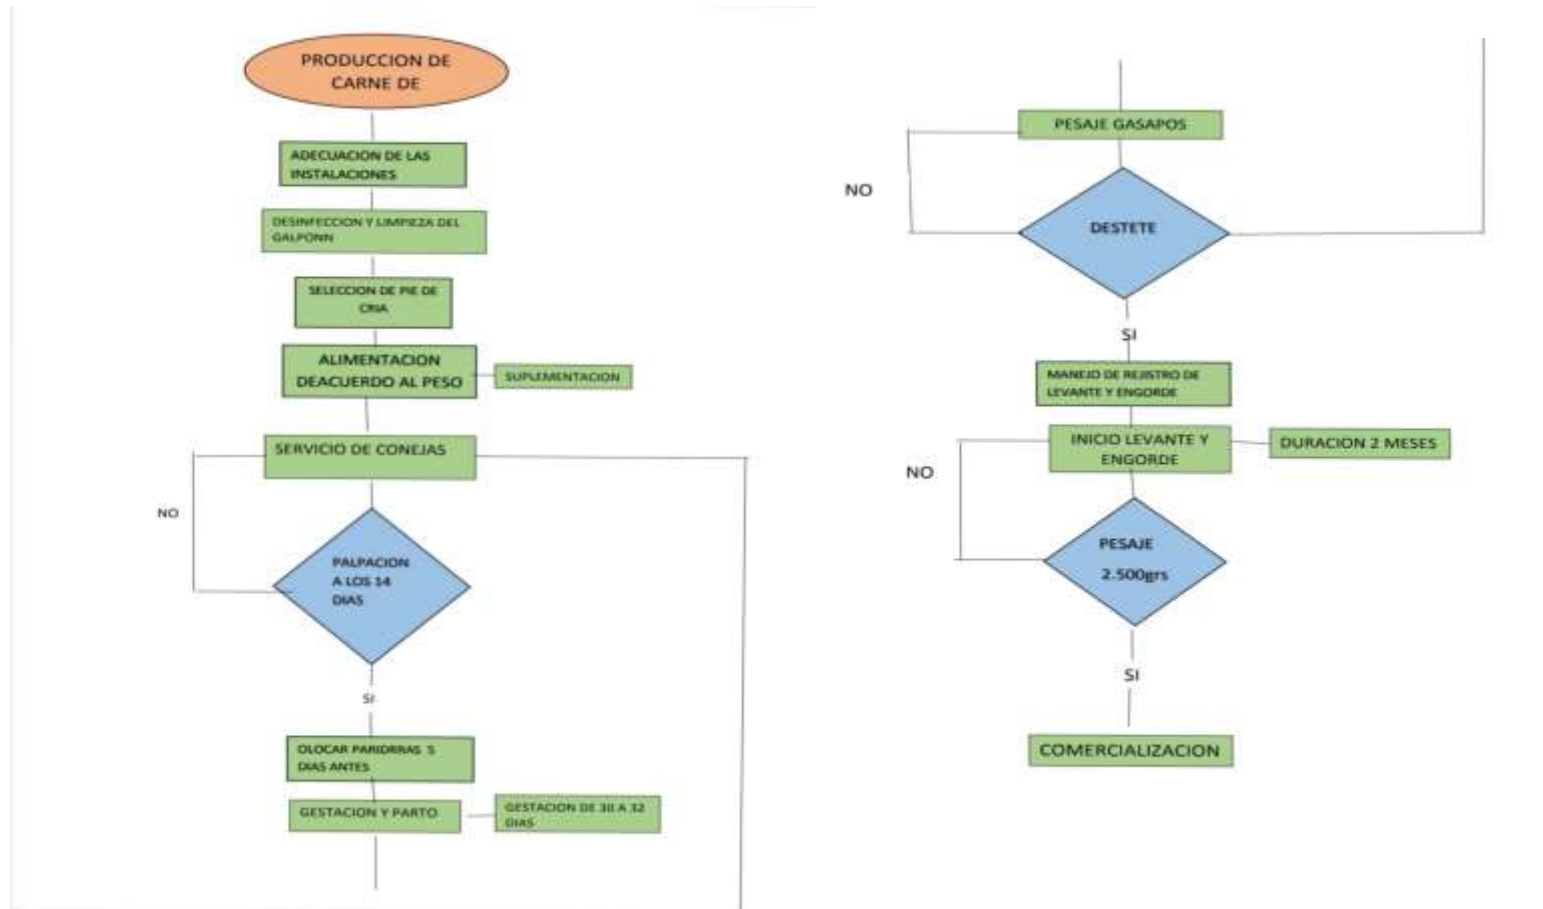 PRODUCCION DE
CARNE DE
ADECUACION DE LAS
INSTALACIONES
DESINFECCION Y LIMPIEZA DEL
GALPONN
SELECCION DE PIE DE
CRIA
ALIMENTACION
DEACUERDO AL PESO
SUPLEMENTACION
SERVICIO DE CONEJAS
NO
PALPACION
A LOS 14
DIAS
SI
OLOCAR PARIDRRAS 5
DIAS ANTES
GESTACION Y PARTO
GESTACION DE 30 A 32
DIAS
PESAJE GASAPOS
NO
DESTETE
SI
MANEJO DE REJISTRO DE
LEVANTE Y ENGORDE
INICIO LEVANTE Y
ENGORDE
DURACION 2 MESES
NO
PESAJE
2.500grs
SI
COMERCIALIZACION